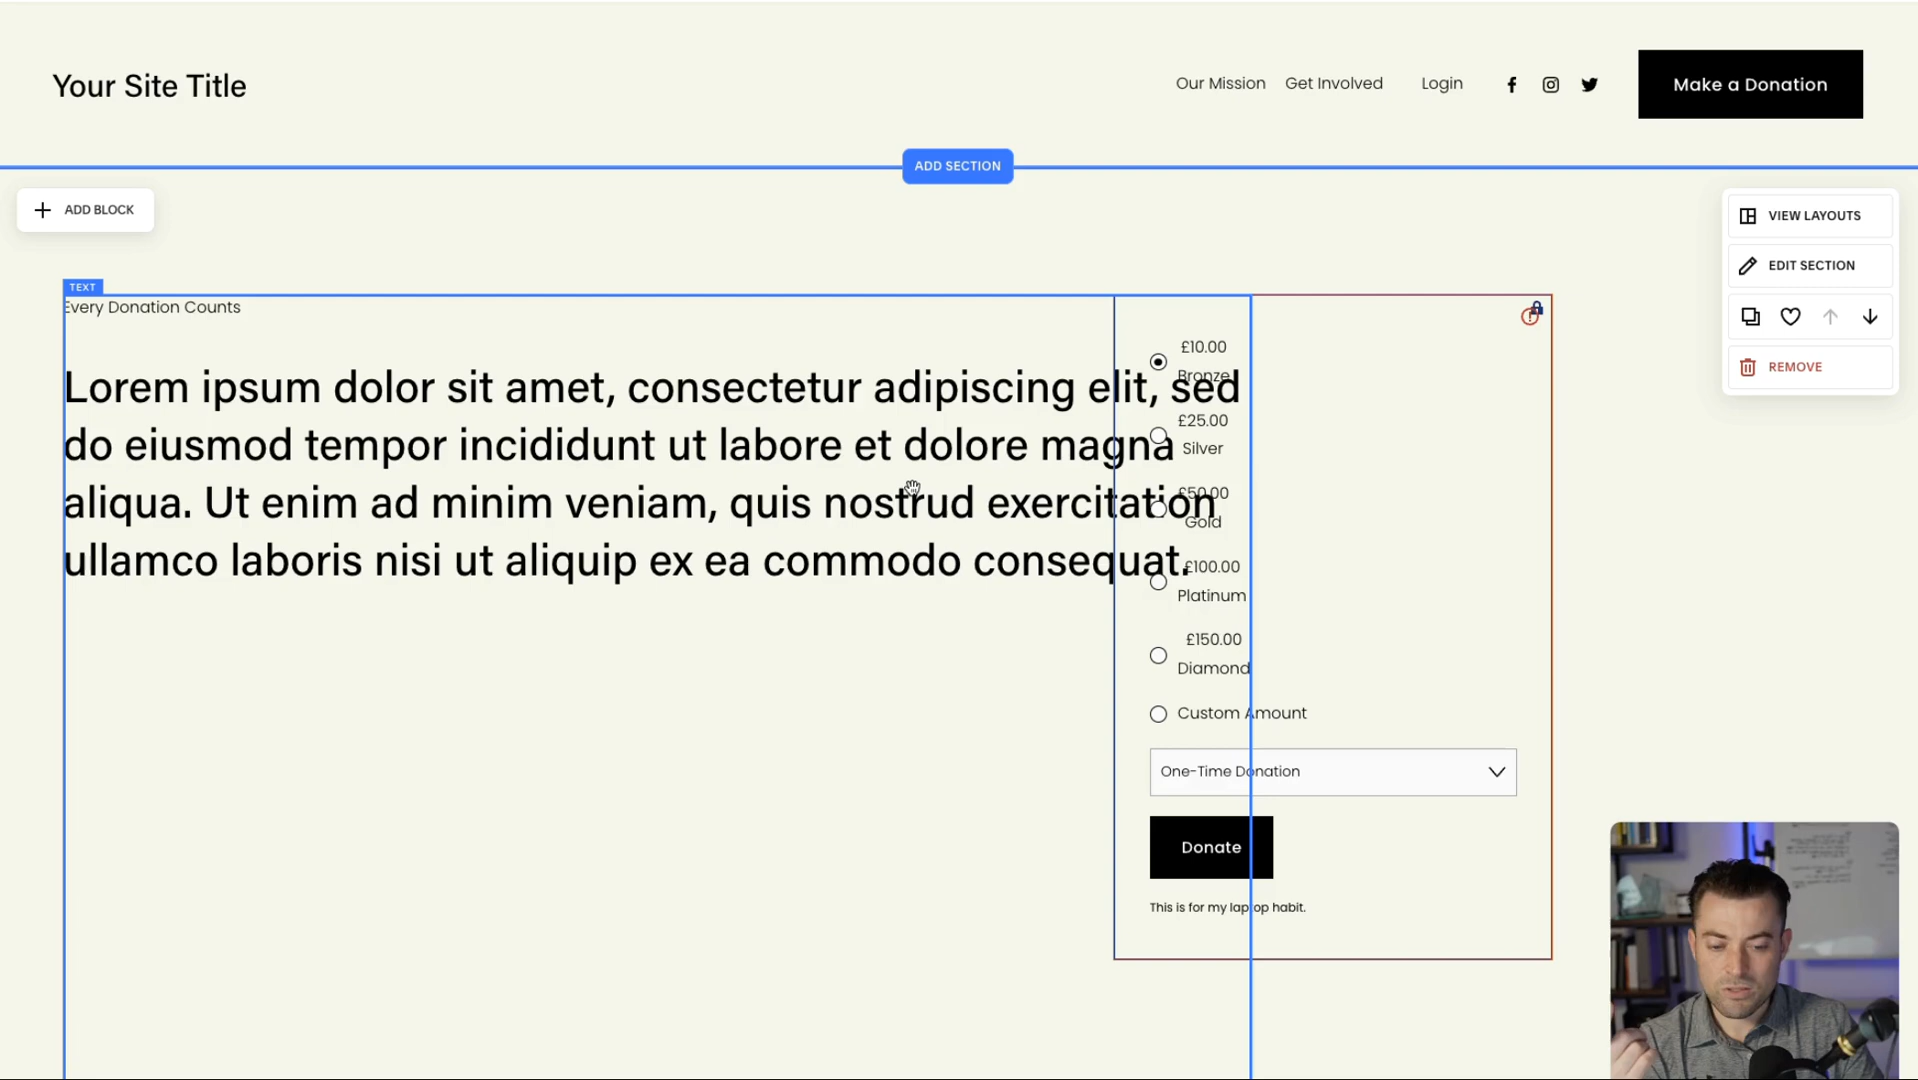 Your Site Title
Our Mission
Get Involved
Login
Make a Donation
ADD SECTION
ADD BLOCK
VIEW LAYOUTS
EDIT SECTION
REMOVE
TEXT
Every Donation Counts
Lorem ipsum dolor sit amet, consectetur adipiscing elit, sed
do eiusmod tempor incididunt ut labore et dolore magna
aliqua. Ut enim ad minim veniam, quis nostrud exercitation
ullamco laboris nisi ut aliquip ex ea commodo consequat.
£10.00
Bronze
£25.00
Silver
£50.00
Gold
£100.00
Platinum
£150.00
Diamond
Custom Amount
One-Time Donation
Donate
This is for my laptop habit.